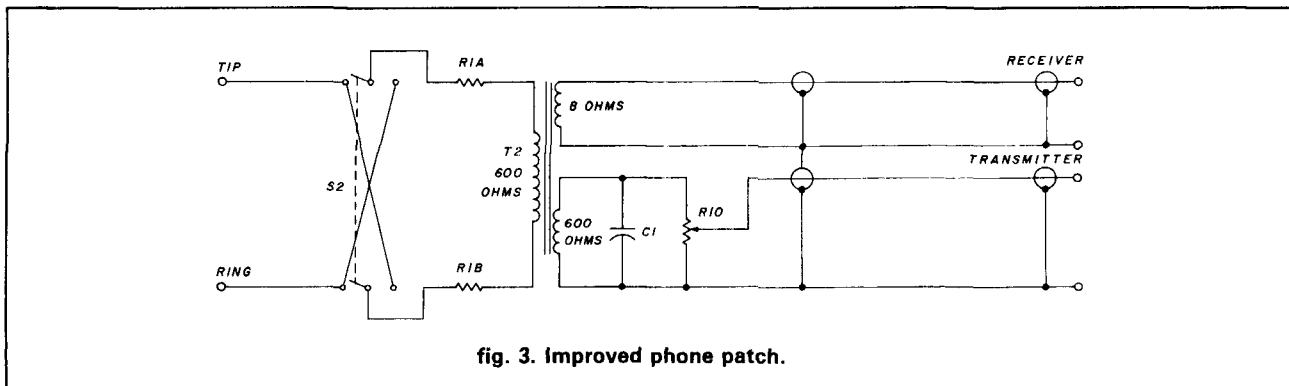 TIP
RING
S2
R1A
R1B
T2
600
OHMS
8 OHMS
600
OHMS
C1
R10
RECEIVER
TRANSMITTER
fig. 3. Improved phone patch.